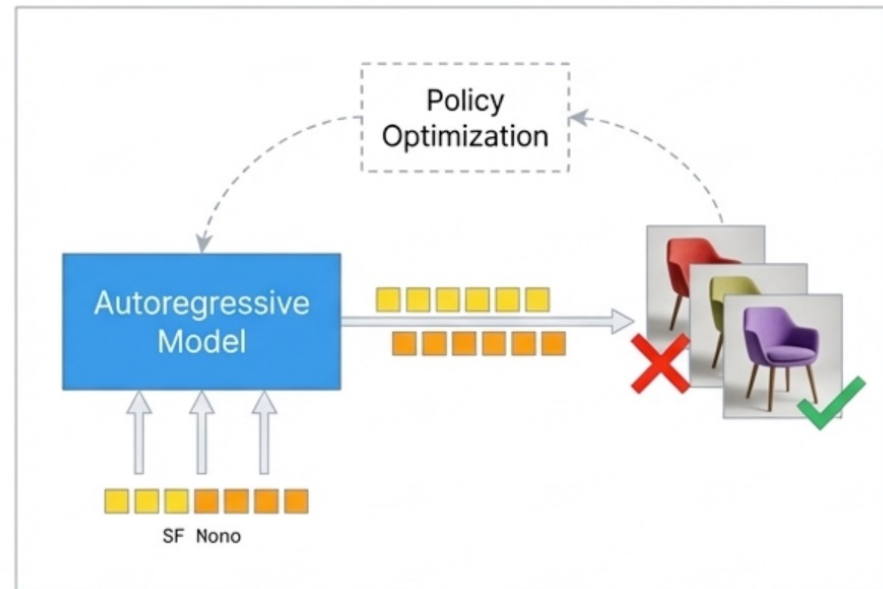 Policy
Optimization
Autoregressive
Model
SF Nono